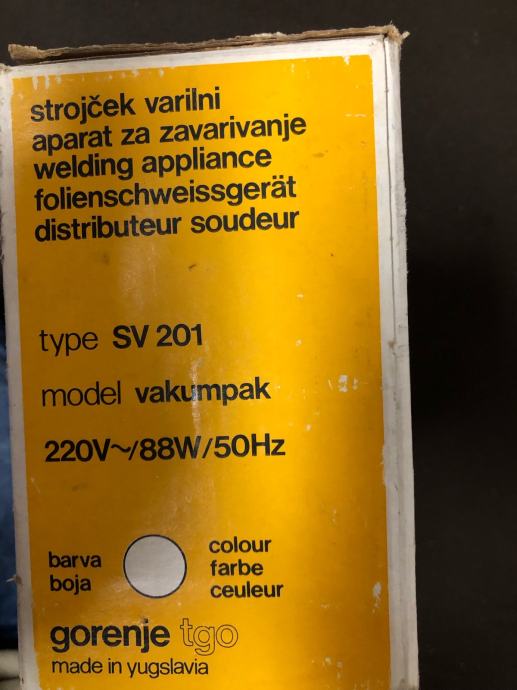 strojček varilni
aparat za zavarivanje
welding appliance
folienschweissgerät
distributeur soudeur
type SV 201
model vakumpak
220V~/88W/50Hz
barva
boja
colour
farbe
ceuleur
gorenje tgo
made in yugslavia